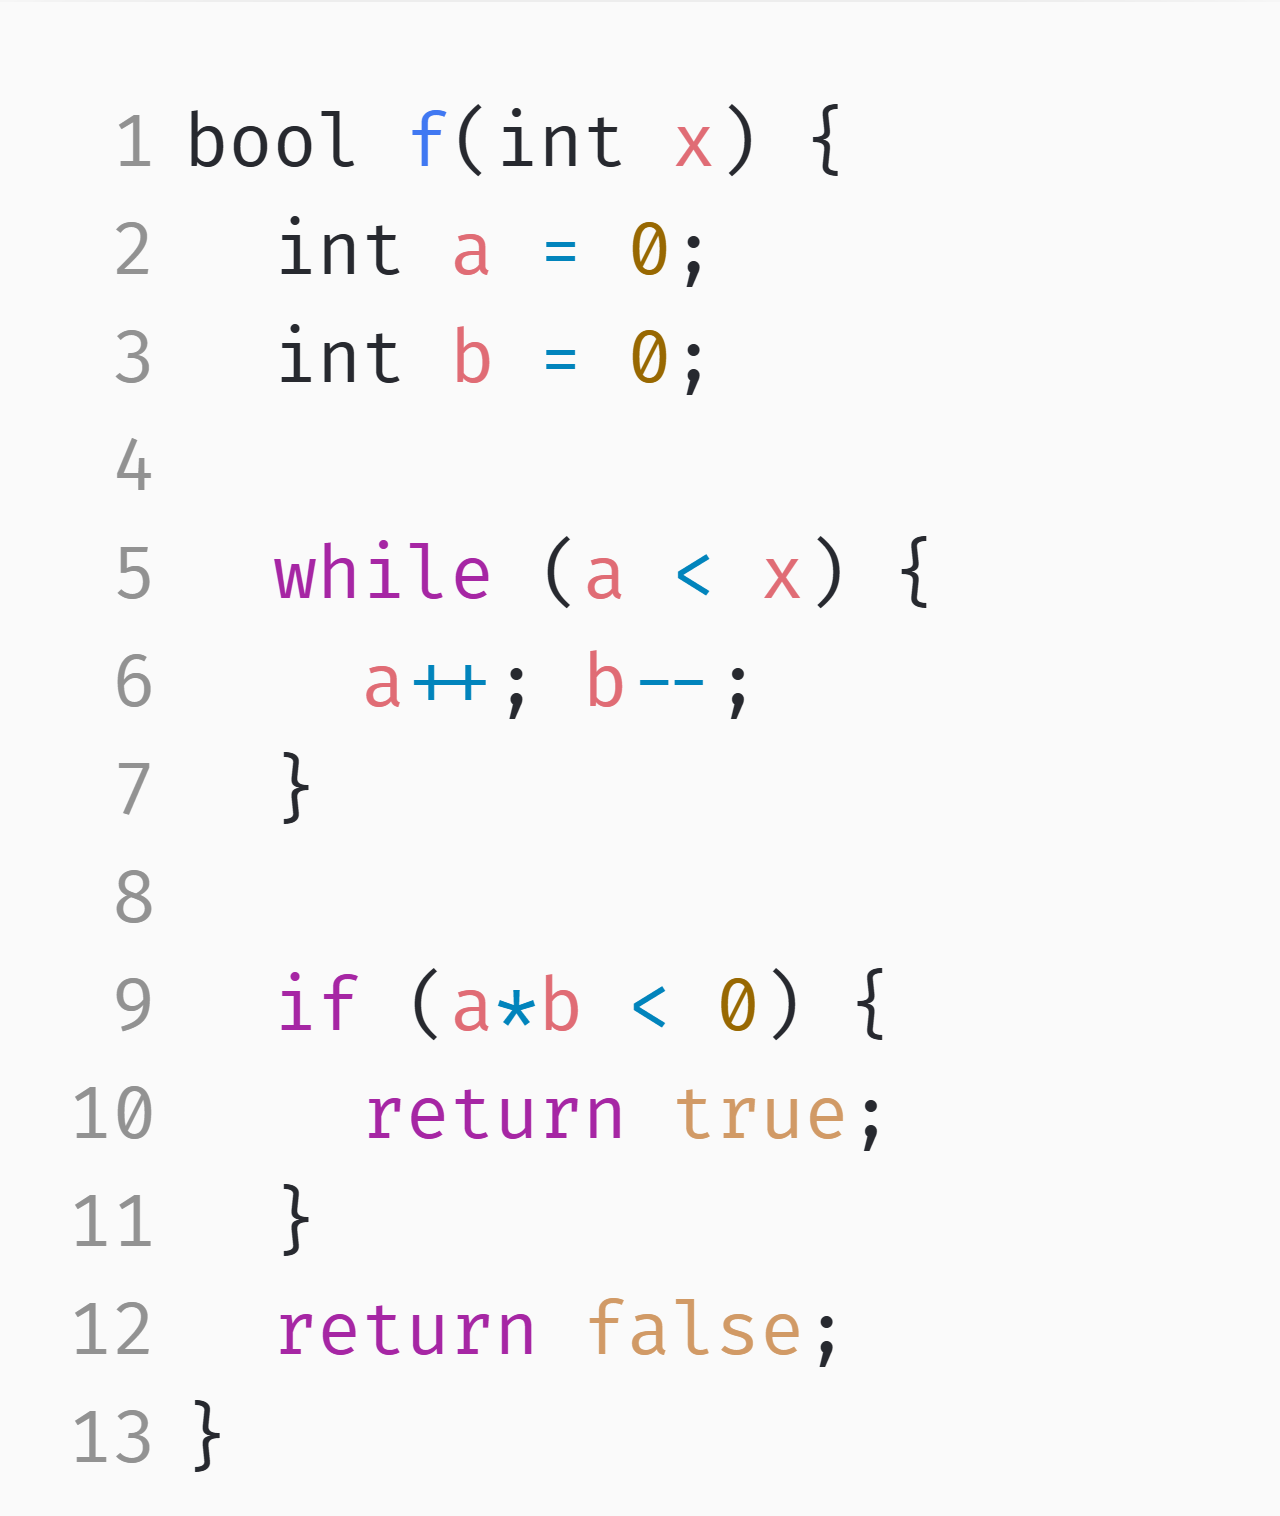 1 bool f(int x) {
2   int a = 0;
3   int b = 0;
4
5   while (a < x) {
6     a++; b--;
7   }
8
9   if (a*b < 0) {
10     return true;
11   }
12   return false;
13 }